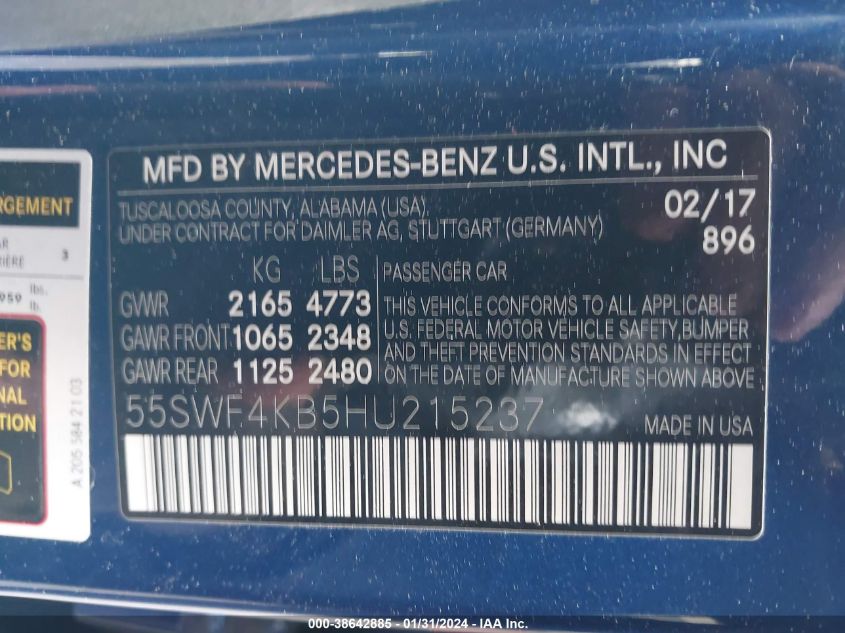 MFD BY MERCEDES-BENZ U.S. INTL., INC
TUSCALOOSA COUNTY, ALABAMA (USA)
UNDER CONTRACT FOR DAIMLER AG, STUTTGART (GERMANY)
02/17
896
KG LBS
GVWR 2165 4773
GAWR FRONT 1065 2348
GAWR REAR 1125 2480
PASSENGER CAR
THIS VEHICLE CONFORMS TO ALL APPLICABLE
U.S. FEDERAL MOTOR VEHICLE SAFETY, BUMPER
AND THEFT PREVENTION STANDARDS IN EFFECT
ON THE DATE OF MANUFACTURE SHOWN ABOVE
55SWF4KB5HU215237
MADE IN USA
3
959 lbs.
lb.
ER'S
FOR
NAL
TION
A 205 584 21 03
000-38642885 - 01/31/2024 - IAA Inc.